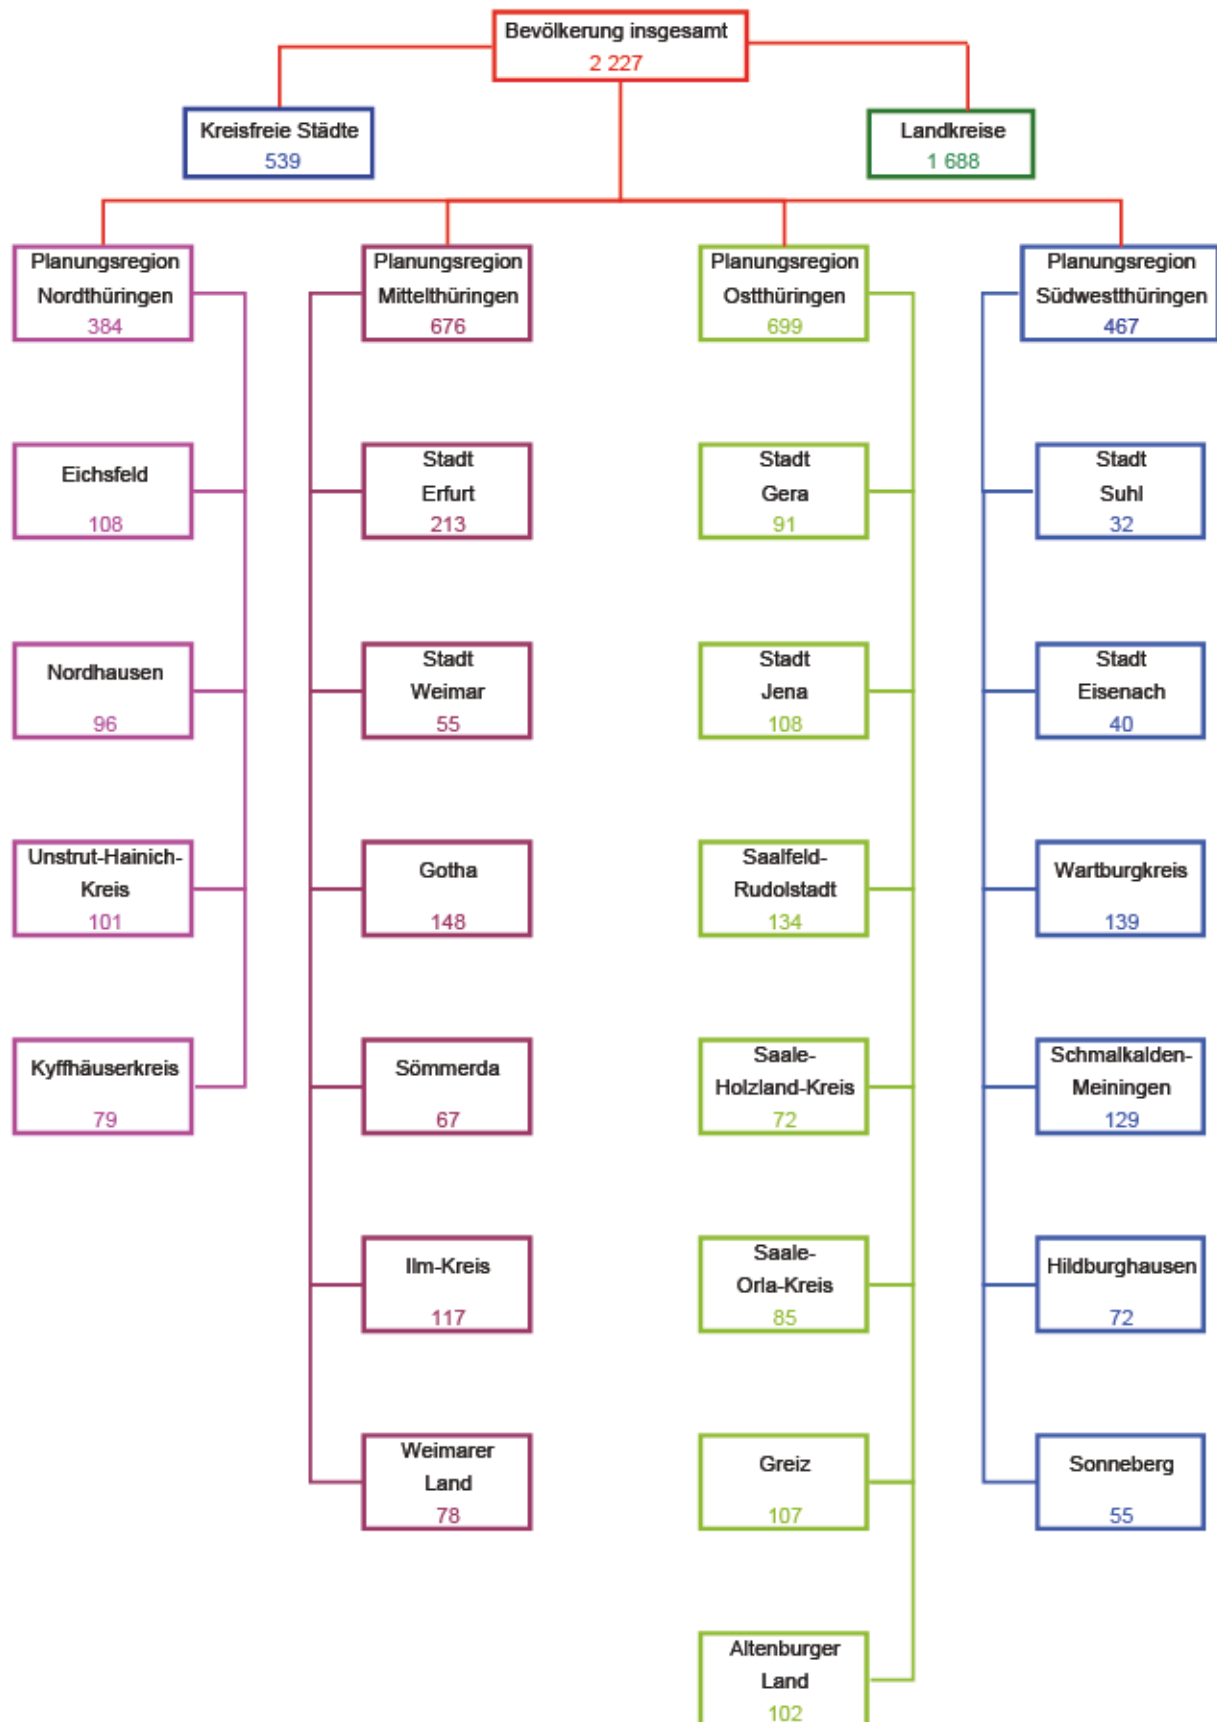 Bevölkerung insgesamt
2 227
Kreisfreie Städte
539
Landkreise
1 688
Planungsregion
Nordthüringen
384
Planungsregion
Mittelthüringen
676
Planungsregion
Ostthüringen
699
Planungsregion
Südwestthüringen
467
Eichsfeld
108
Stadt
Erfurt
213
Stadt
Gera
91
Stadt
Suhl
32
Nordhausen
96
Stadt
Weimar
55
Stadt
Jena
108
Stadt
Eisenach
40
Unstrut-Hainich-
Kreis
101
Gotha
148
Saalfeld-
Rudolstadt
134
Wartburgkreis
139
Kyffhäuserkreis
79
Sömmerda
67
Saale-
Holzland-Kreis
72
Schmalkalden-
Meiningen
129
Ilm-Kreis
117
Saale-
Orla-Kreis
85
Hildburghausen
72
Weimarer
Land
78
Greiz
107
Sonneberg
55
Altenburger
Land
102